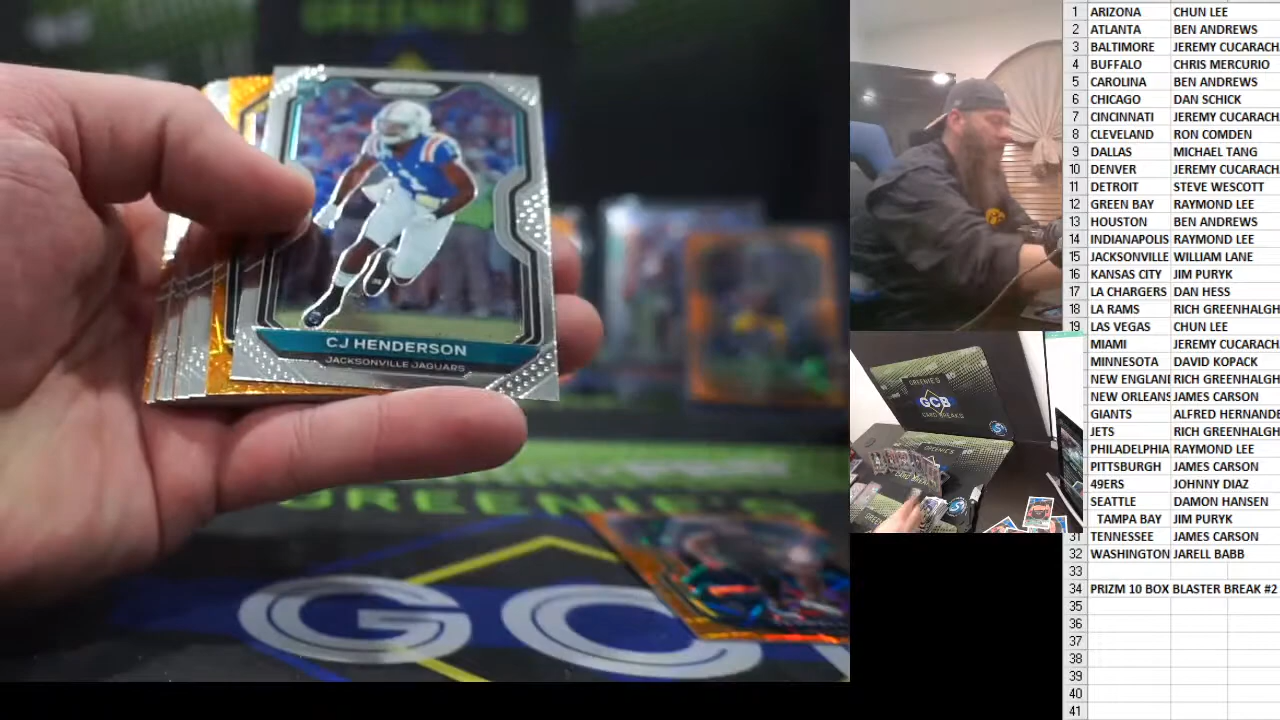 CJ HENDERSON
JACKSONVILLE JAGUARS
GREENIE'S
GCB
GREENIE'S
GCB
CARD BREAKS
1 ARIZONA CHUN LEE
2 ATLANTA BEN ANDREWS
3 BALTIMORE JEREMY CUCARACH
4 BUFFALO CHRIS MERCURIO
5 CAROLINA BEN ANDREWS
6 CHICAGO DAN SCHICK
7 CINCINNATI JEREMY CUCARACH
8 CLEVELAND RON COMDEN
9 DALLAS MICHAEL TANG
10 DENVER JEREMY CUCARACH
11 DETROIT STEVE WESCOTT
12 GREEN BAY RAYMOND LEE
13 HOUSTON BEN ANDREWS
14 INDIANAPOLIS RAYMOND LEE
15 JACKSONVILLE WILLIAM LANE
16 KANSAS CITY JIM PURYK
17 LA CHARGERS DAN HESS
18 LA RAMS RICH GREENHALGH
19 LAS VEGAS CHUN LEE
MIAMI JEREMY CUCARACH
MINNESOTA DAVID KOPACK
NEW ENGLAND RICH GREENHALGH
NEW ORLEANS JAMES CARSON
GIANTS ALFRED HERNANDE
JETS RICH GREENHALGH
PHILADELPHIA RAYMOND LEE
PITTSBURGH JAMES CARSON
49ERS JOHNNY DIAZ
SEATTLE DAMON HANSEN
TAMPA BAY JIM PURYK
31 TENNESSEE JAMES CARSON
32 WASHINGTON JARELL BABB
33
34 PRIZM 10 BOX BLASTER BREAK #2
35
36
37
38
39
40
41